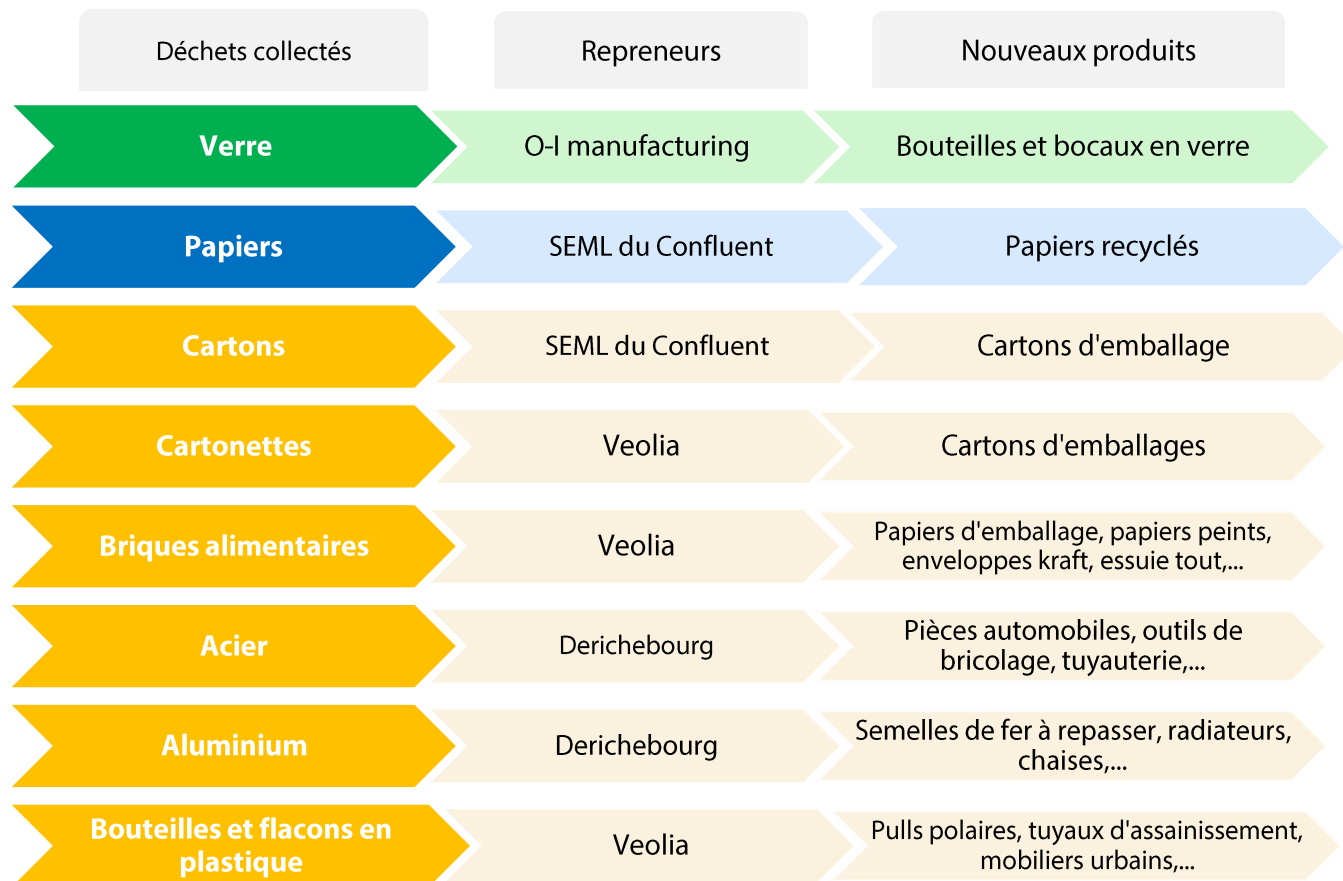 Déchets collectés
Repreneurs
Nouveaux produits
Verre
O-I manufacturing
Bouteilles et bocaux en verre
Papiers
SEML du Confluent
Papiers recyclés
Cartons
SEML du Confluent
Cartons d'emballage
Cartonettes
Veolia
Cartons d'emballages
Briques alimentaires
Veolia
Papiers d'emballage, papiers peints,
enveloppes kraft, essuie tout,...
Acier
Derichebourg
Pièces automobiles, outils de
bricolage, tuyauterie,...
Aluminium
Derichebourg
Semelles de fer à repasser, radiateurs,
chaises,...
Bouteilles et flacons en
plastique
Veolia
Pulls polaires, tuyaux d'assainissement,
mobiliers urbains,...